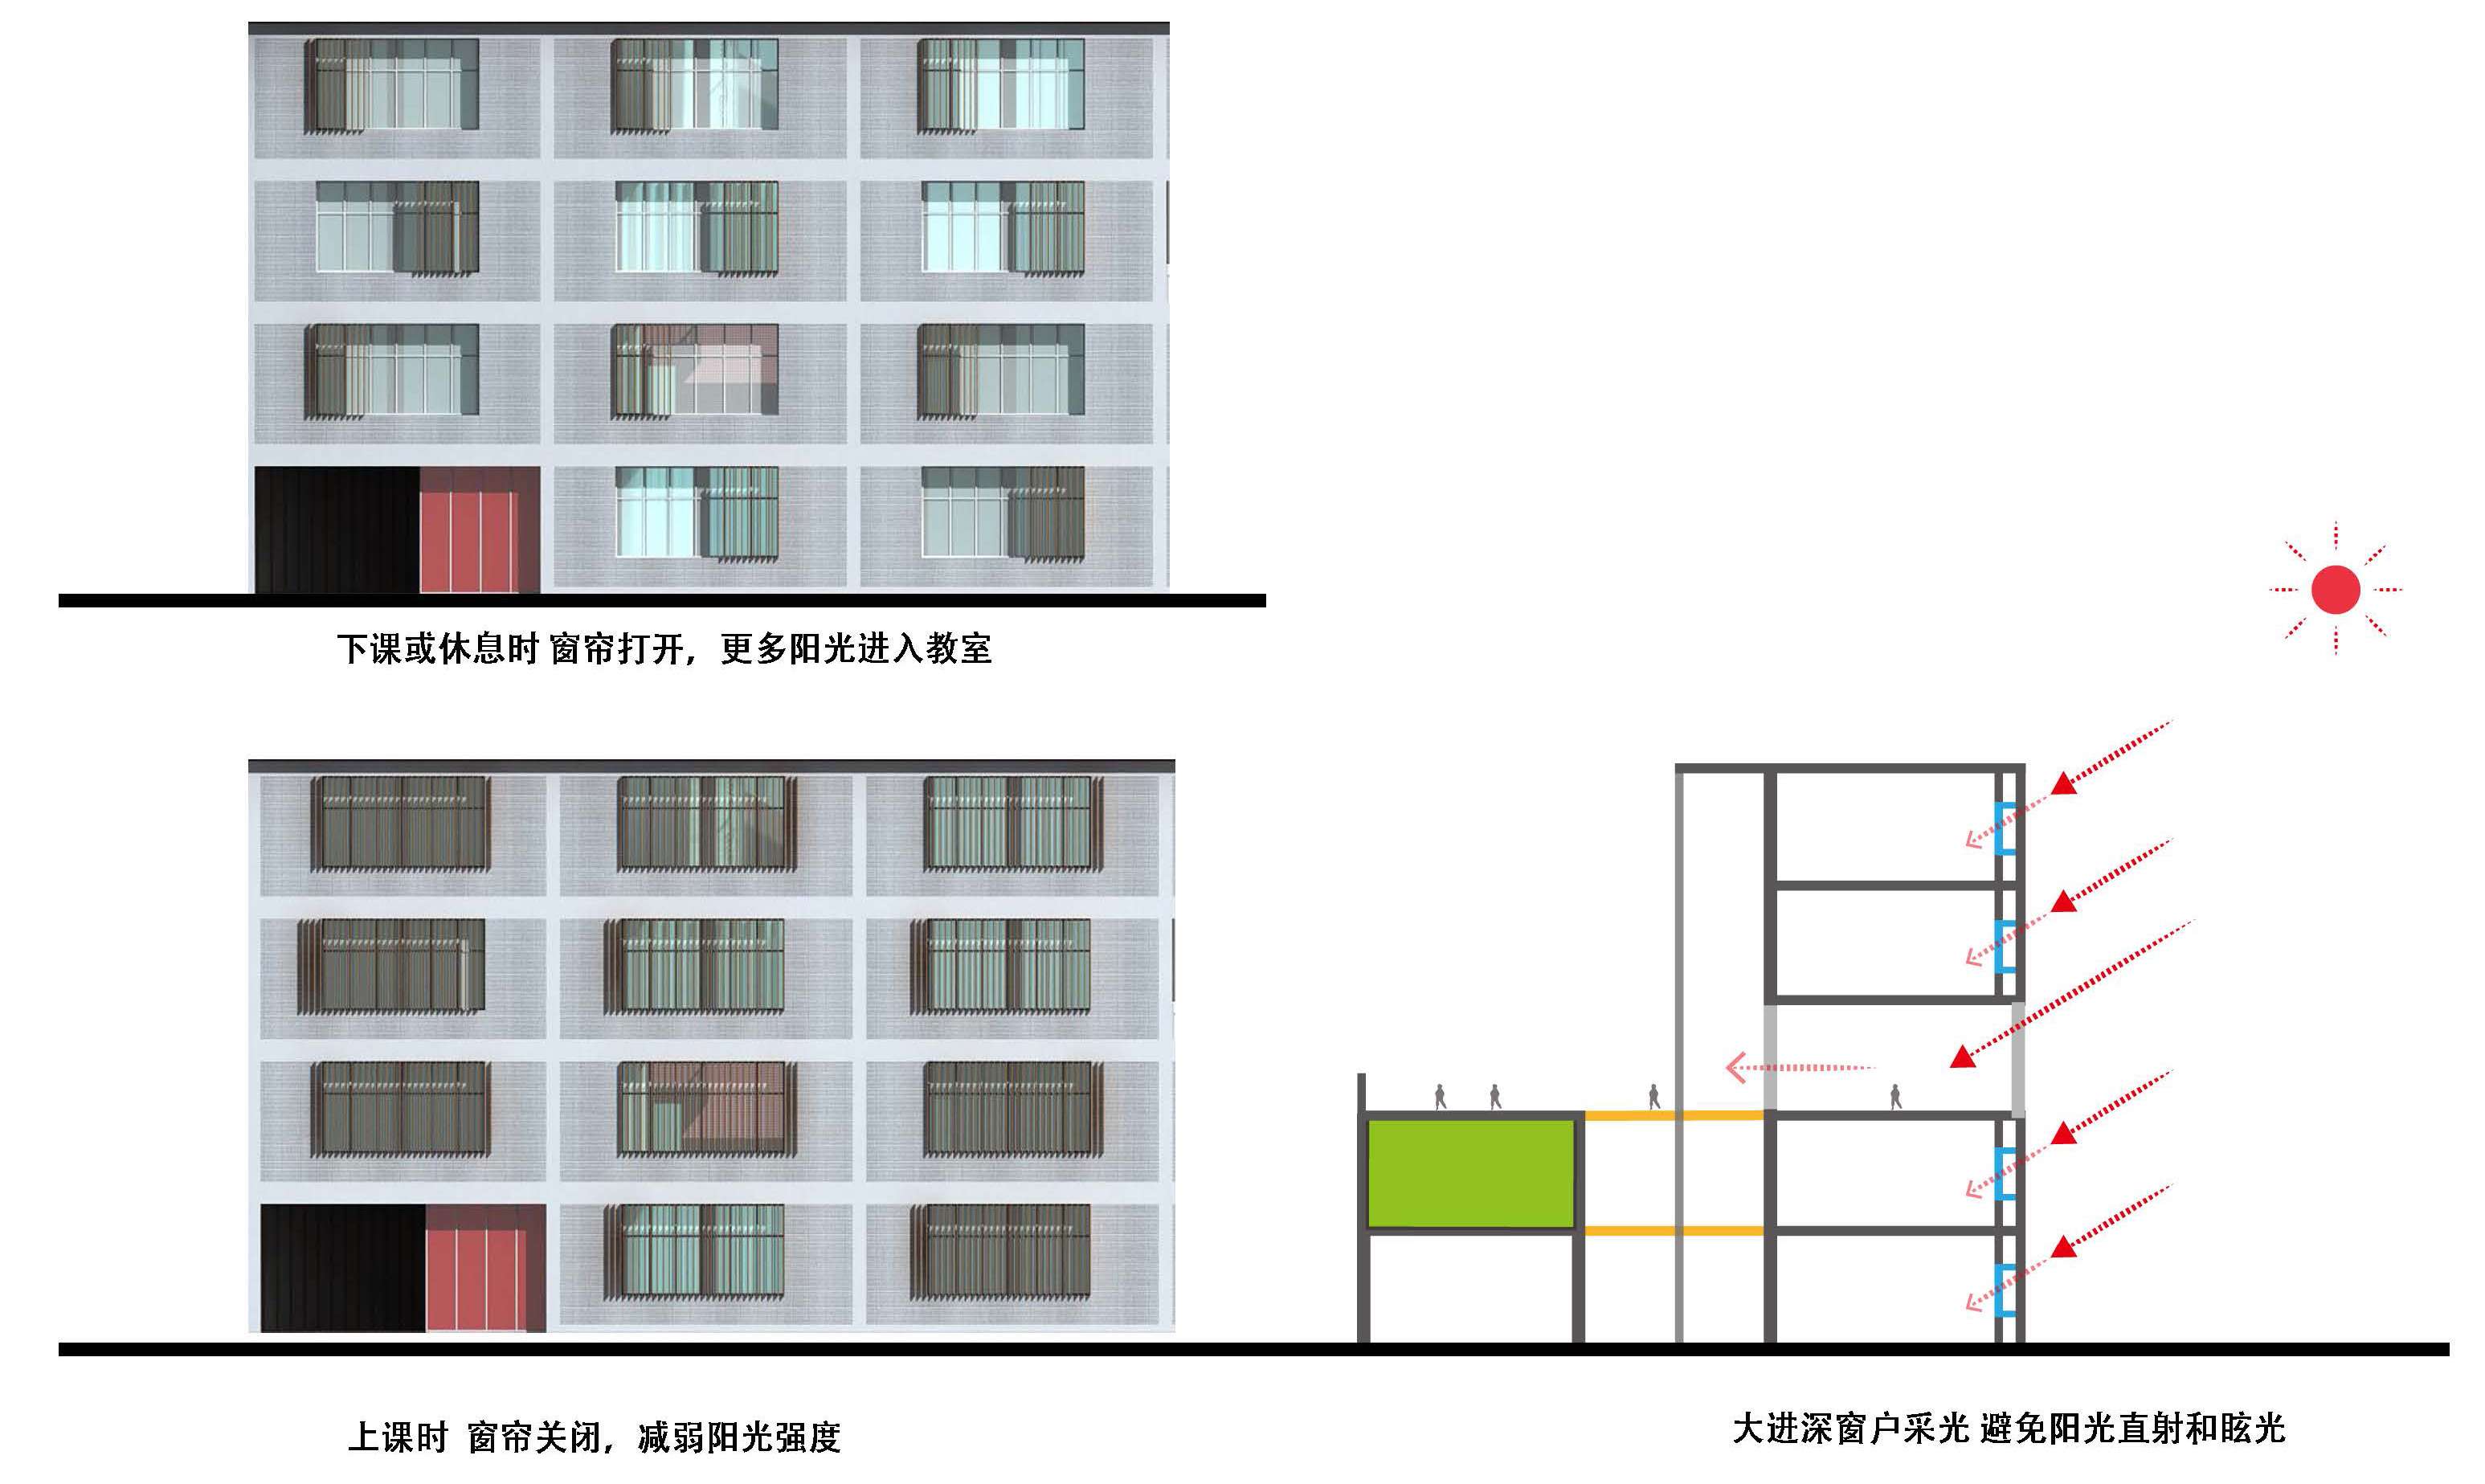 下课或休息时 窗帘打开，更多阳光进入教室
上课时 窗帘关闭，减弱阳光强度
大进深窗户采光 避免阳光直射和眩光